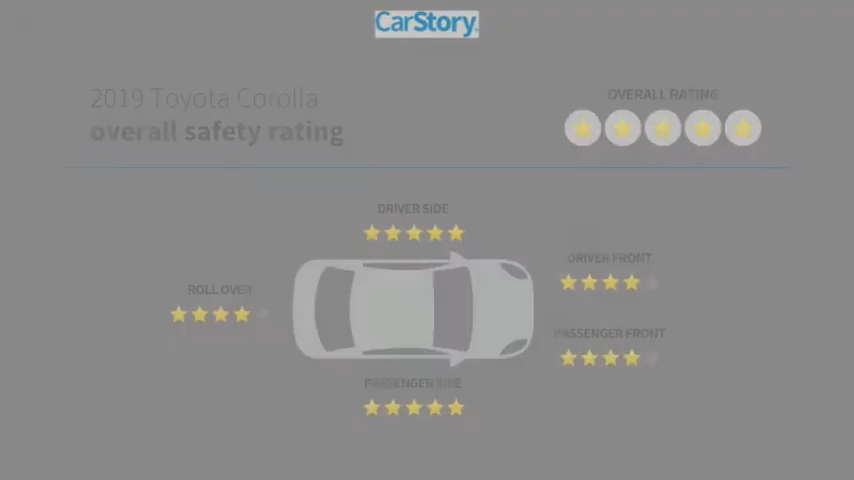 CarStory.
2019 Toyota Corolla
overall safety rating
OVERALL RATING
DRIVER SIDE
DRIVER FRONT
ROLL OVER
PASSENGER FRONT
PASSENGER SIDE